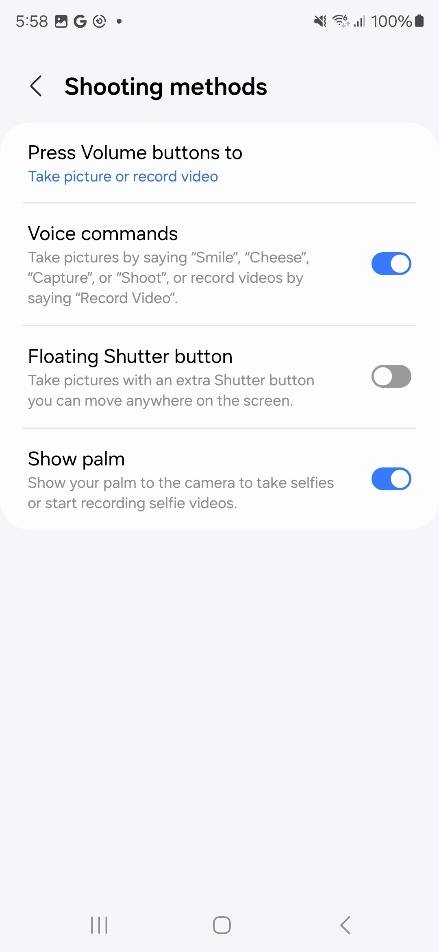 5:58
100%
Shooting methods
Press Volume buttons to
Take picture or record video
Voice commands
Take pictures by saying “Smile”, “Cheese”,
“Capture”, or “Shoot”, or record videos by
saying “Record Video”.
Floating Shutter button
Take pictures with an extra Shutter button
you can move anywhere on the screen.
Show palm
Show your palm to the camera to take selfies
or start recording selfie videos.